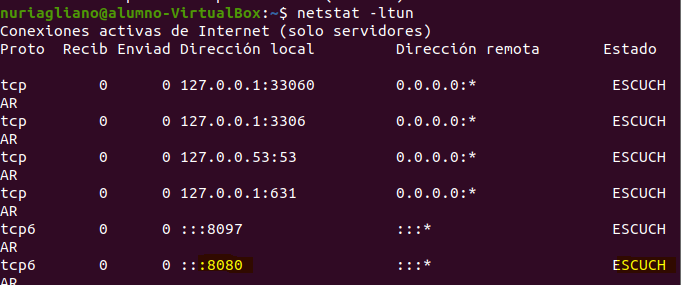 nuriagliano@alumno-VirtualBox:~$ netstat -ltun
Conexiones activas de Internet (solo servidores)
Proto  Recib Enviad Dirección local         Dirección remota       Estado
tcp        0      0 127.0.0.1:33060         0.0.0.0:*               ESCUCH
AR
tcp        0      0 127.0.0.1:3306          0.0.0.0:*               ESCUCH
AR
tcp        0      0 127.0.0.53:53           0.0.0.0:*               ESCUCH
AR
tcp        0      0 127.0.0.1:631           0.0.0.0:*               ESCUCH
AR
tcp6       0      0 :::8097                 :::*                    ESCUCH
AR
tcp6       0      0 :::8080                 :::*                    ESCUCH
AR